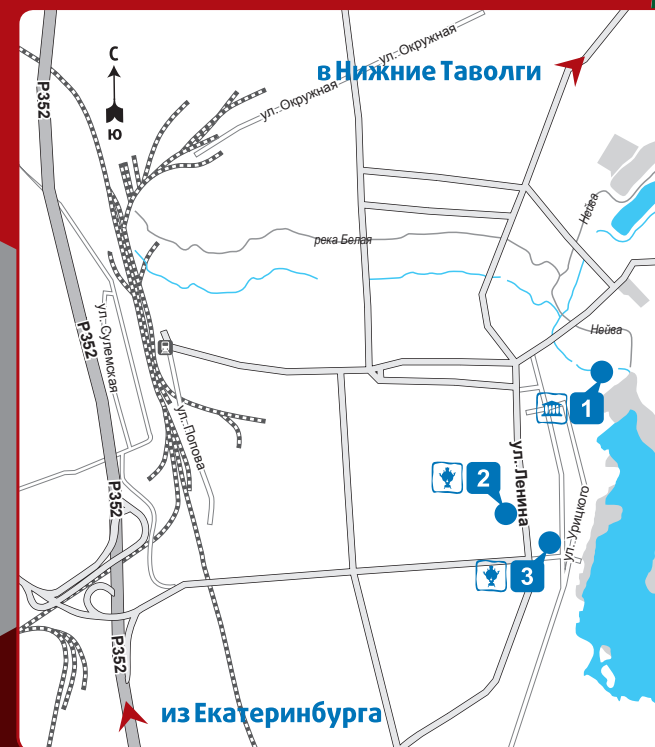 ул. Окружная
С
в Нижние Таволги
Р352
ул. Окружная
ю
Нейва
река Белая
ул. Сулемская
Р352
Нейва
1
ул. Попова
ул. Ленина
2
Р352
ул. Урицкого
3
Р352
из Екатеринбурга